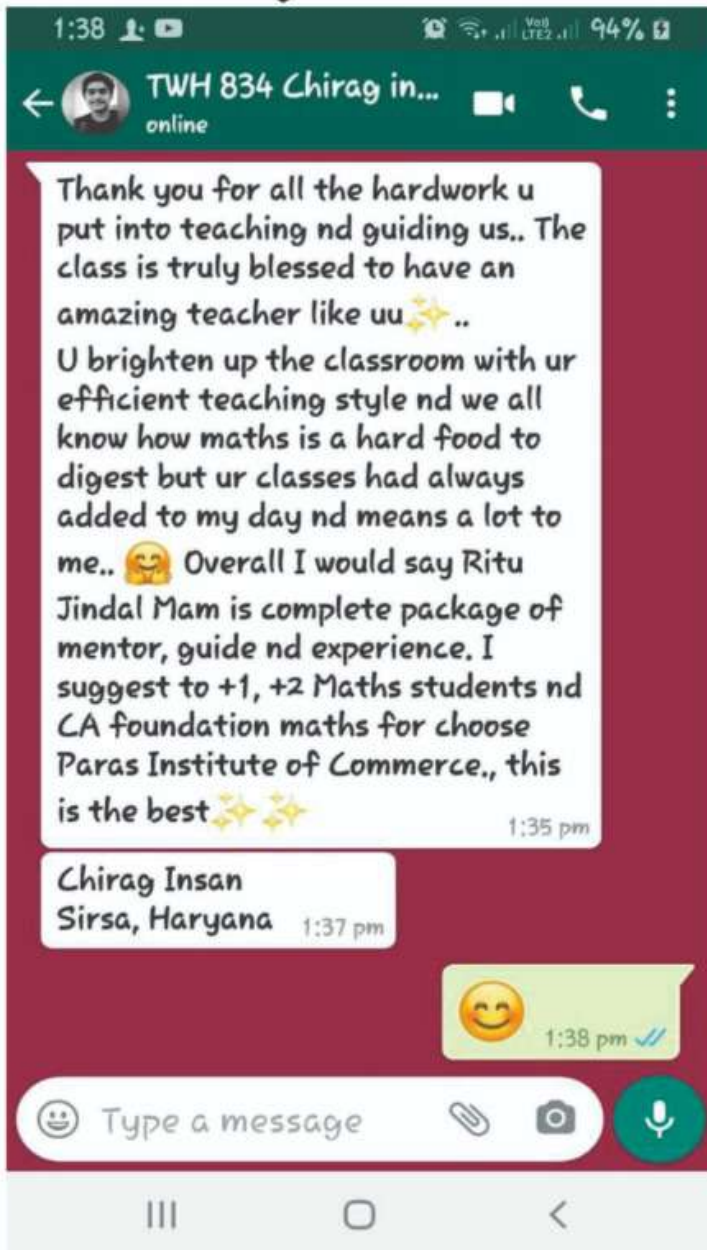 1:38 VoD LTE2 94%
TWH 834 Chirag in...
online
Thank you for all the hardwork u
put into teaching nd guiding us.. The
class is truly blessed to have an
amazing teacher like uu✨..
U brighten up the classroom with ur
efficient teaching style nd we all
know how maths is a hard food to
digest but ur classes had always
added to my day nd means a lot to
me.. 🤗 Overall I would say Ritu
Jindal Mam is complete package of
mentor, guide nd experience. I
suggest to +1, +2 Maths students nd
CA foundation maths for choose
Paras Institute of Commerce., this
is the best✨✨
1:35 pm
Chirag Insan
Sirsa, Haryana 1:37 pm
😊 1:38 pm
Type a message